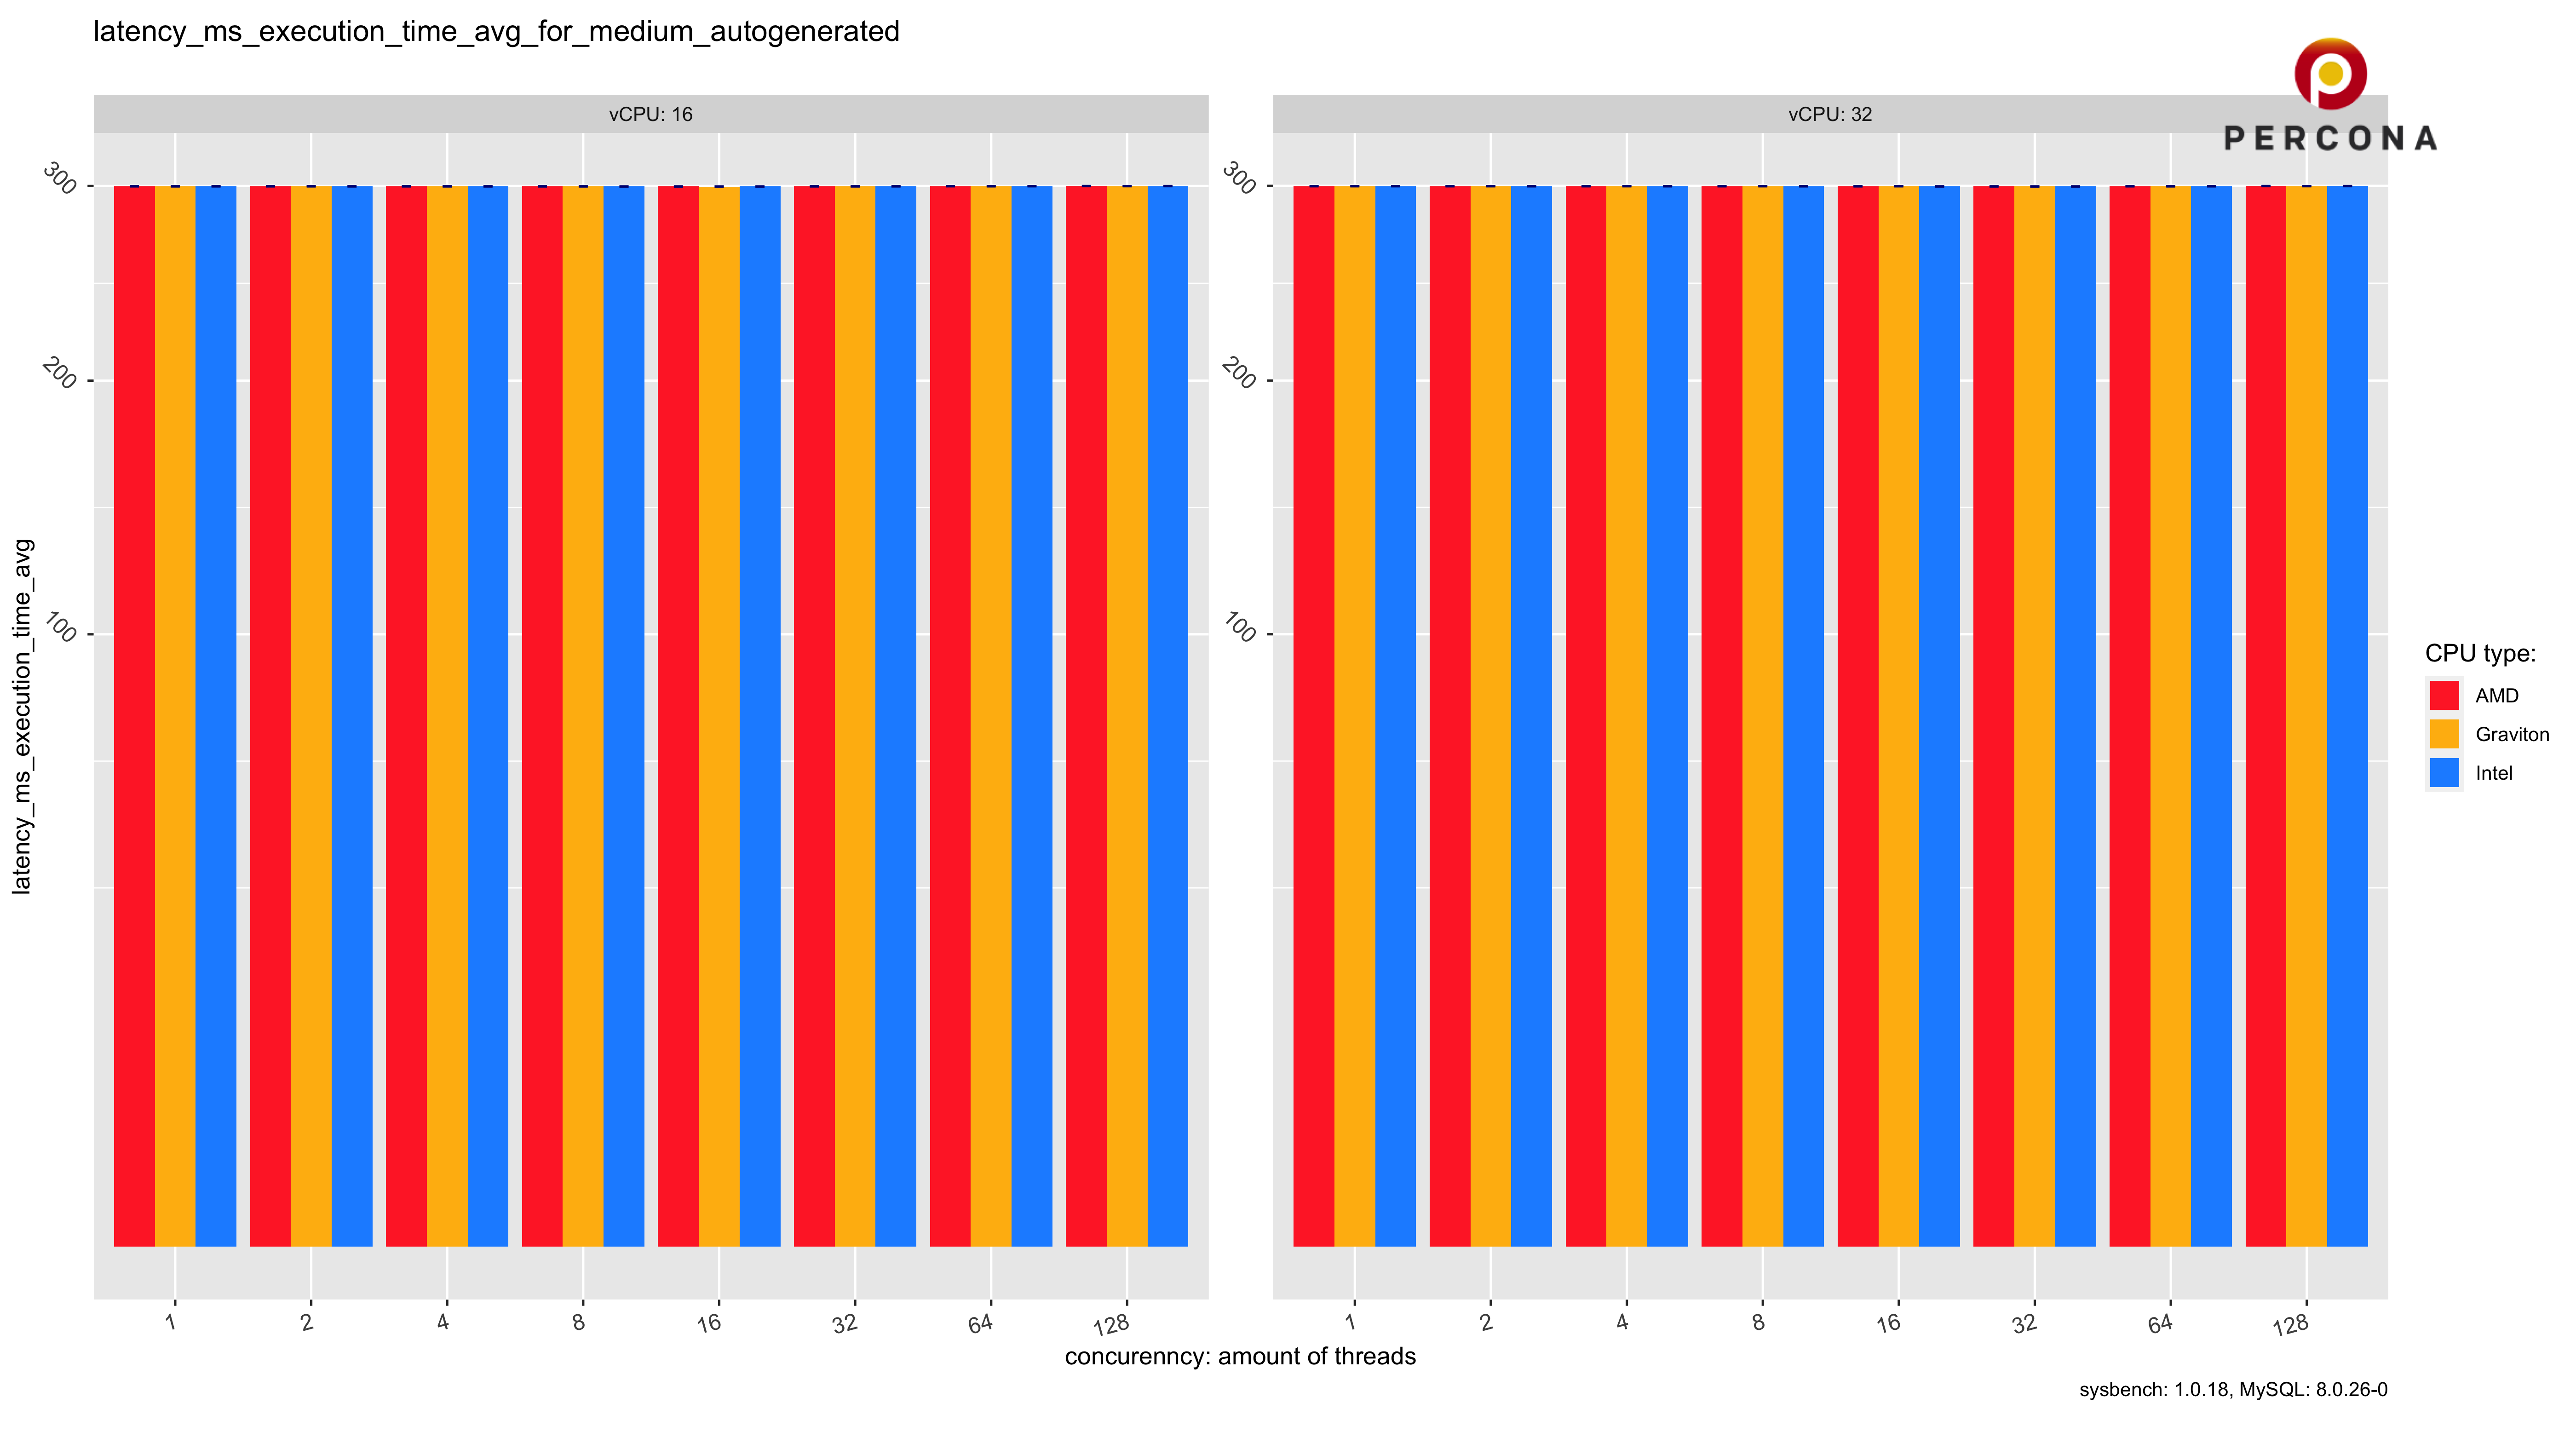 latency_ms_execution_time_avg_for_medium_autogenerated
PERCONA
vCPU: 16
vCPU: 32
latency_ms_execution_time_avg
300
200
100
300
200
100
1 2 4 8 16 32 64 128
1 2 4 8 16 32 64 128
concurenncy: amount of threads
CPU type:
AMD
Graviton
Intel
sysbench: 1.0.18, MySQL: 8.0.26-0